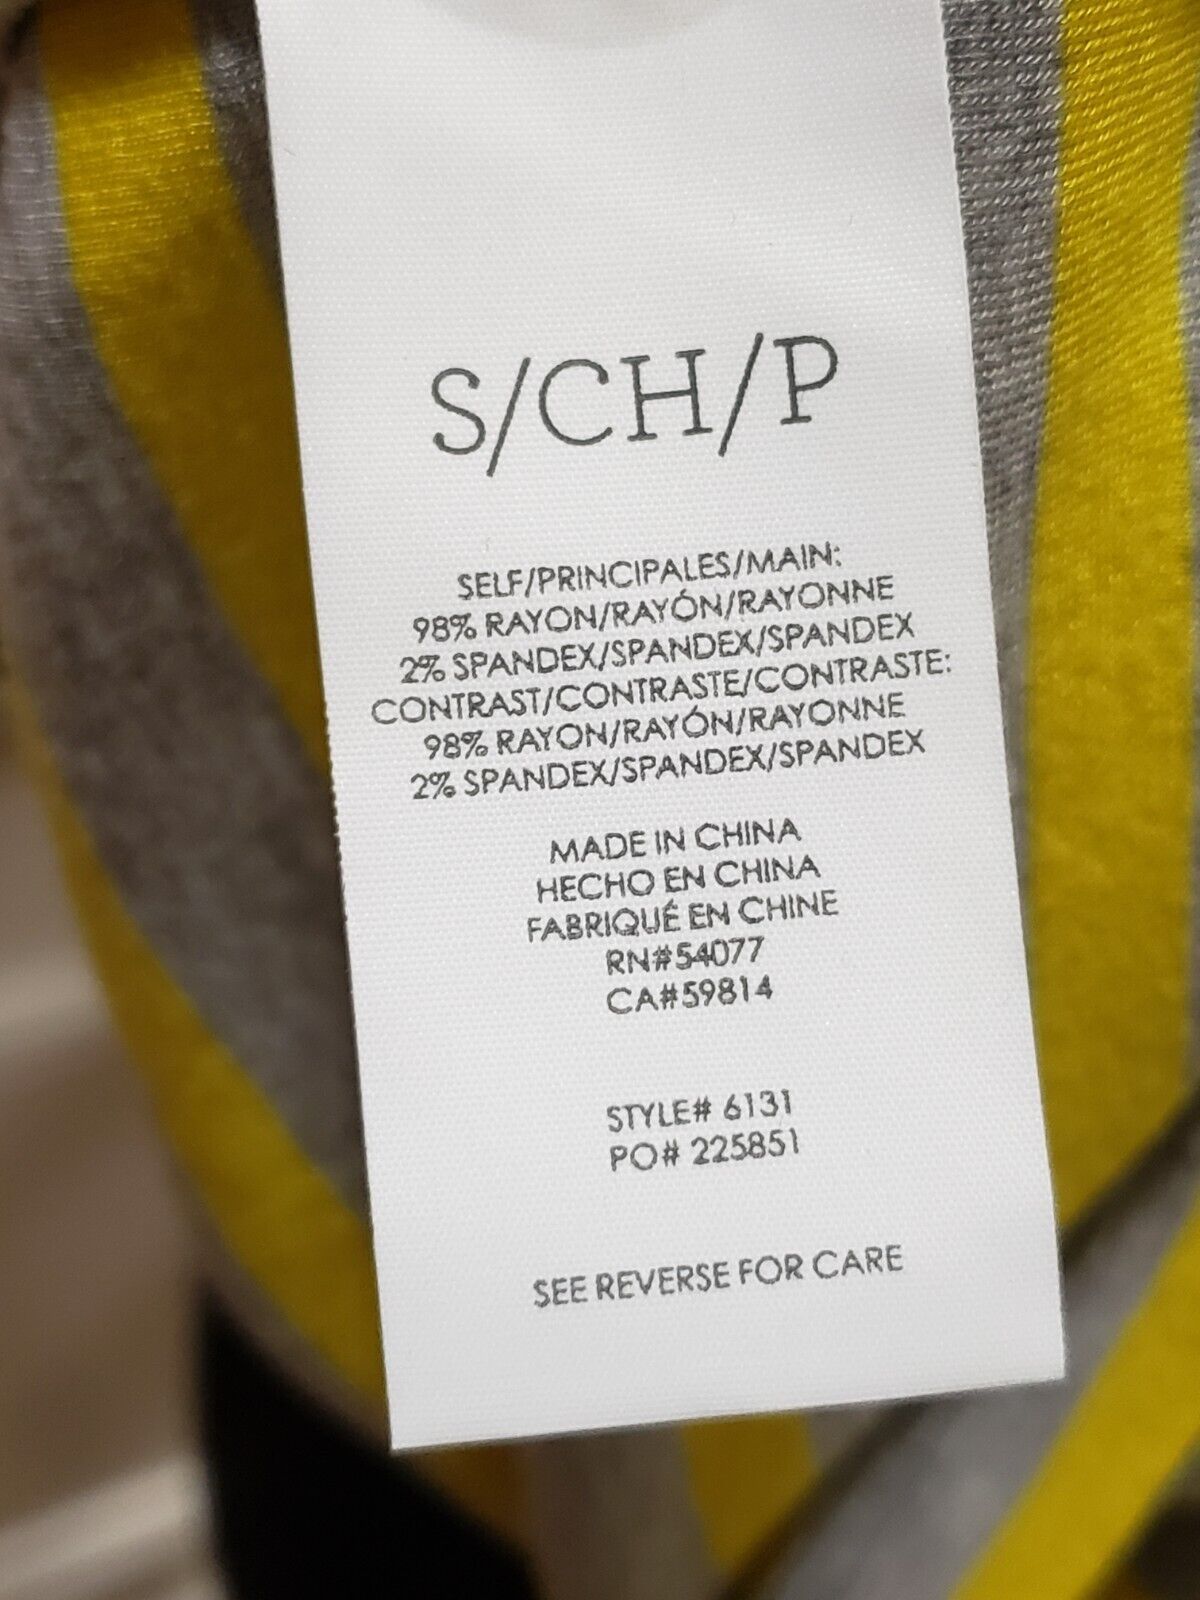 S/CH/P
SELF/PRINCIPALES/MAIN:
98% RAYON/RAYÓN/RAYONNE
2% SPANDEX/SPANDEX/SPANDEX
CONTRAST/CONTRASTE/CONTRASTE:
98% RAYON/RAYÓN/RAYONNE
2% SPANDEX/SPANDEX/SPANDEX
MADE IN CHINA
HECHO EN CHINA
FABRIQUÉ EN CHINE
RN#54077
CA#59814
STYLE# 6131
PO# 225851
SEE REVERSE FOR CARE